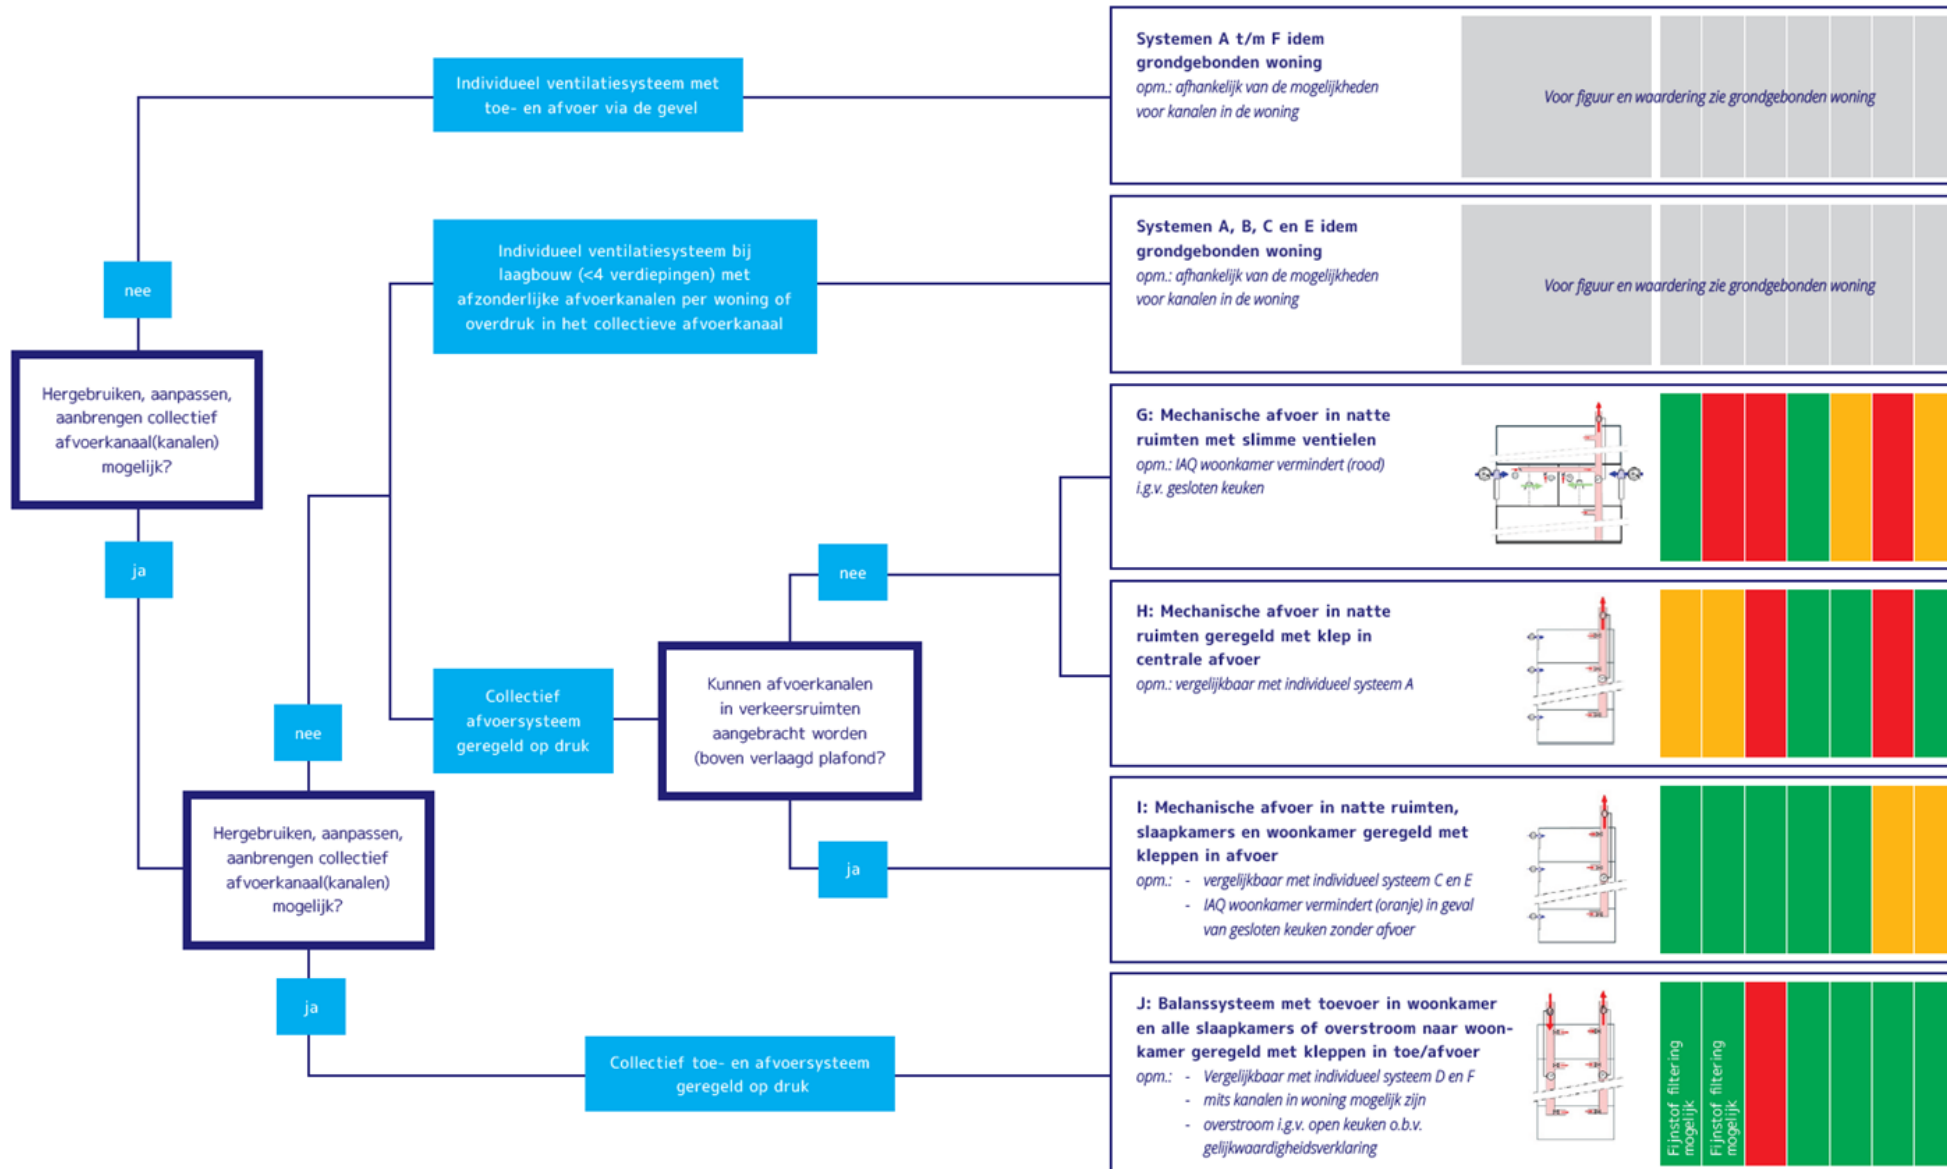 Individueel ventilatiesysteem met
toe- en afvoer via de gevel
Systemen A t/m F idem
grondgebonden woning
opm.: afhankelijk van de mogelijkheden
voor kanalen in de woning
Voor figuur en waardering zie grondgebonden woning
Individueel ventilatiesysteem bij
laagbouw (<4 verdiepingen) met
afzonderlijke afvoerkanalen per woning of
overdruk in het collectieve afvoerkanaal
Systemen A, B, C en E idem
grondgebonden woning
opm.: afhankelijk van de mogelijkheden
voor kanalen in de woning
Voor figuur en waardering zie grondgebonden woning
nee
Hergebruiken, aanpassen,
aanbrengen collectief
afvoerkanaal(kanalen)
mogelijk?
ja
G: Mechanische afvoer in natte
ruimten met slimme ventielen
opm.: IAQ woonkamer vermindert (rood)
i.g.v. gesloten keuken
nee
H: Mechanische afvoer in natte
ruimten geregeld met klep in
centrale afvoer
opm.: vergelijkbaar met individueel systeem A
nee
Collectief
afvoersysteem
geregeld op druk
Kunnen afvoerkanalen
in verkeersruimten
aangebracht worden
(boven verlaagd plafond?
ja
I: Mechanische afvoer in natte ruimten,
slaapkamers en woonkamer geregeld met
kleppen in afvoer
opm.: - vergelijkbaar met individueel systeem C en E
- IAQ woonkamer vermindert (oranje) in geval
van gesloten keuken zonder afvoer
Hergebruiken, aanpassen,
aanbrengen collectief
afvoerkanaal(kanalen)
mogelijk?
ja
Collectief toe- en afvoersysteem
geregeld op druk
J: Balanssysteem met toevoer in woonkamer
en alle slaapkamers of overstroom naar woon-
kamer geregeld met kleppen in toe/afvoer
opm.: - Vergelijkbaar met individueel systeem D en F
- mits kanalen in woning mogelijk zijn
- overstroom i.g.v. open keuken o.b.v.
gelijkwaardigheidsverklaring
Fijnstof filtering
mogelijk
Fijnstof filtering
mogelijk